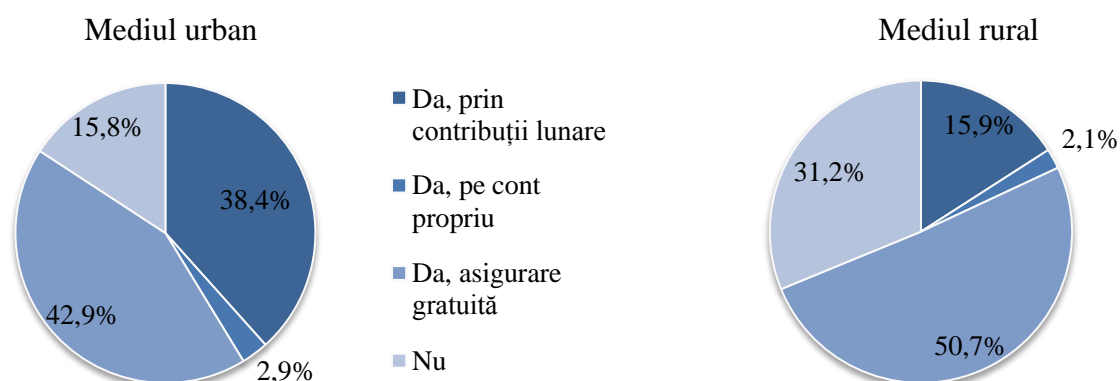 Mediul urban
15,8%
38,4%
42,9%
2,9%
Da, prin
contribuții lunare
Da, pe cont
propriu
Da, asigurare
gratuită
Nu
Mediul rural
15,9%
2,1%
31,2%
50,7%